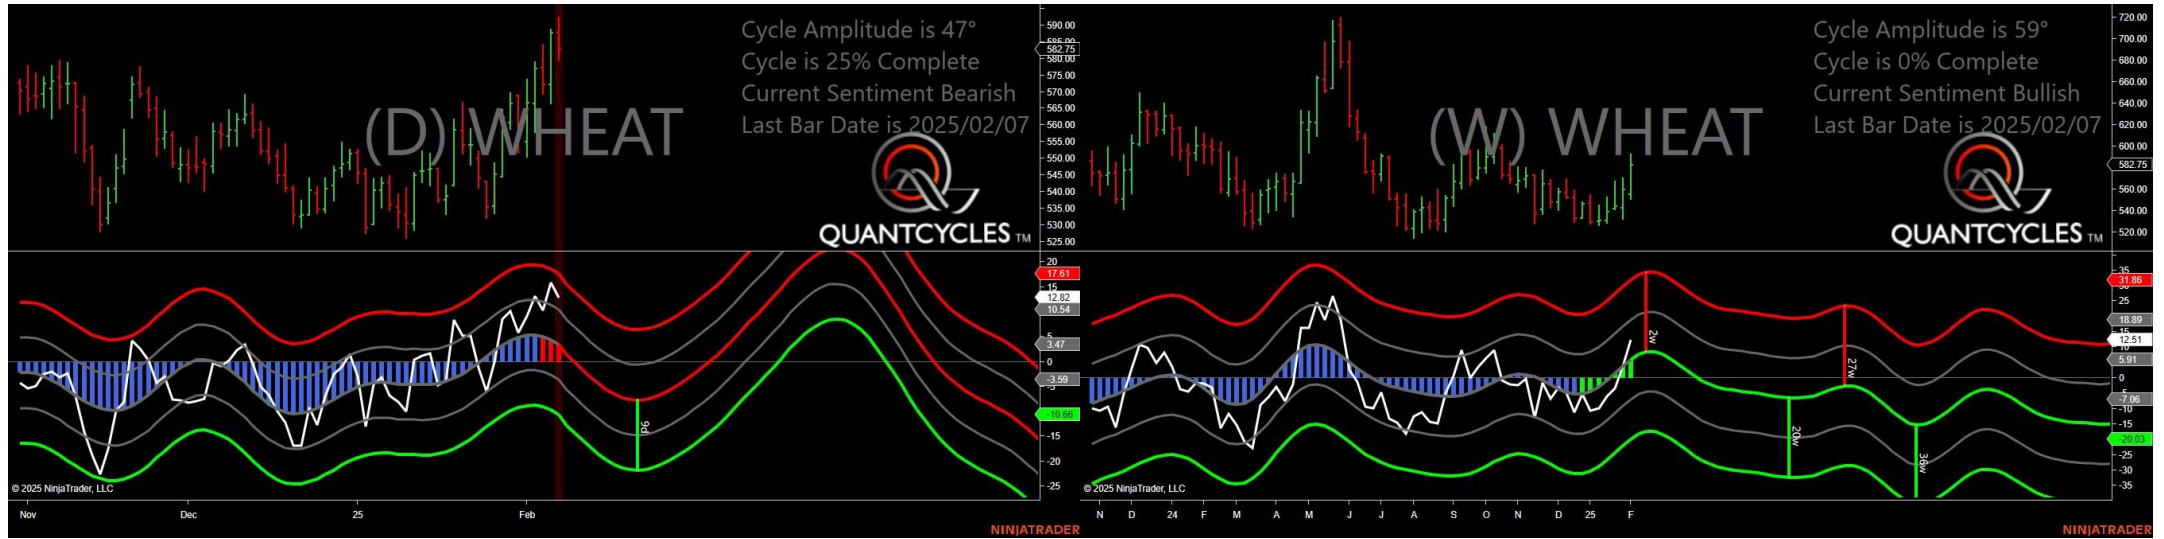 Cycle Amplitude is 47°
Cycle is 25% Complete
Current Sentiment Bearish
Last Bar Date is 2025/02/07
(D) WHEAT
QUANTCYCLES TM
590.00
585.00
582.75
580.00
575.00
570.00
565.00
560.00
555.00
550.00
545.00
540.00
535.00
530.00
525.00
20
17.61
15
12.82
10.54
5
3.47
0
-3.59
-5
-10.66
-15
-20
-25
9d
© 2025 NinjaTrader, LLC
Nov
Dec
25
Feb
NINJATRADER
Cycle Amplitude is 59°
Cycle is 0% Complete
Current Sentiment Bullish
Last Bar Date is 2025/02/07
(W) WHEAT
QUANTCYCLES TM
720.00
700.00
680.00
660.00
640.00
620.00
600.00
582.75
560.00
540.00
520.00
35
31.86
30
25
18.89
15
12.51
10
5.91
0
-7.06
-10
-15
-20.03
-25
-30
-35
2w
27w
20w
36w
© 2025 NinjaTrader, LLC
N D 24 F M A M J J A S O N D 25 F
NINJATRADER